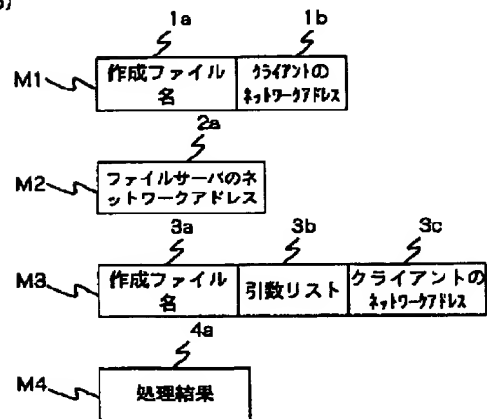 1a 1b
M1 作成ファイル名 クライアントのネットワークアドレス
2a
M2 ファイルサーバのネットワークアドレス
3a 3b 3c
M3 作成ファイル名 引数リスト クライアントのネットワークアドレス
4a
M4 処理結果